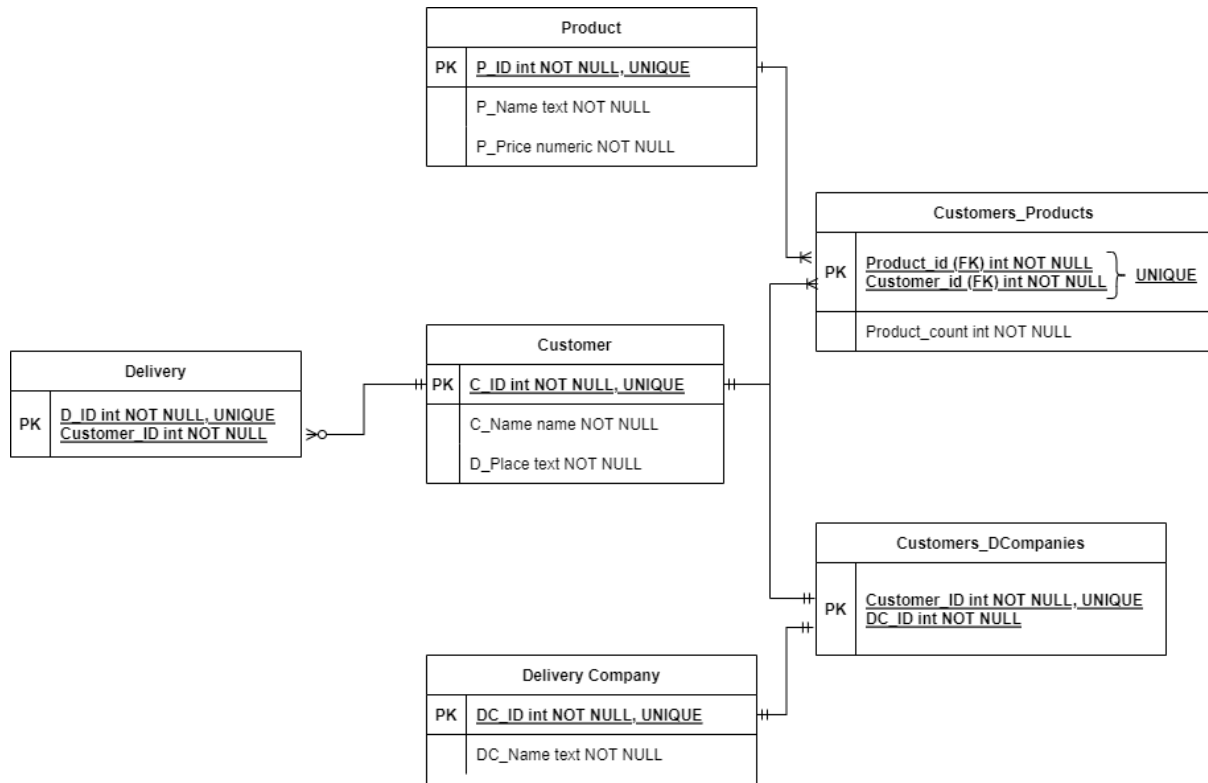 Product
PK P_ID int NOT NULL, UNIQUE
P_Name text NOT NULL
P_Price numeric NOT NULL
Customers_Products
PK Product_id (FK) int NOT NULL
Customer_id (FK) int NOT NULL
UNIQUE
Product_count int NOT NULL
Delivery
PK D_ID int NOT NULL, UNIQUE
Customer_ID int NOT NULL
Customer
PK C_ID int NOT NULL, UNIQUE
C_Name name NOT NULL
D_Place text NOT NULL
Customers_DCompanies
PK Customer_ID int NOT NULL, UNIQUE
DC_ID int NOT NULL
Delivery Company
PK DC_ID int NOT NULL, UNIQUE
DC_Name text NOT NULL